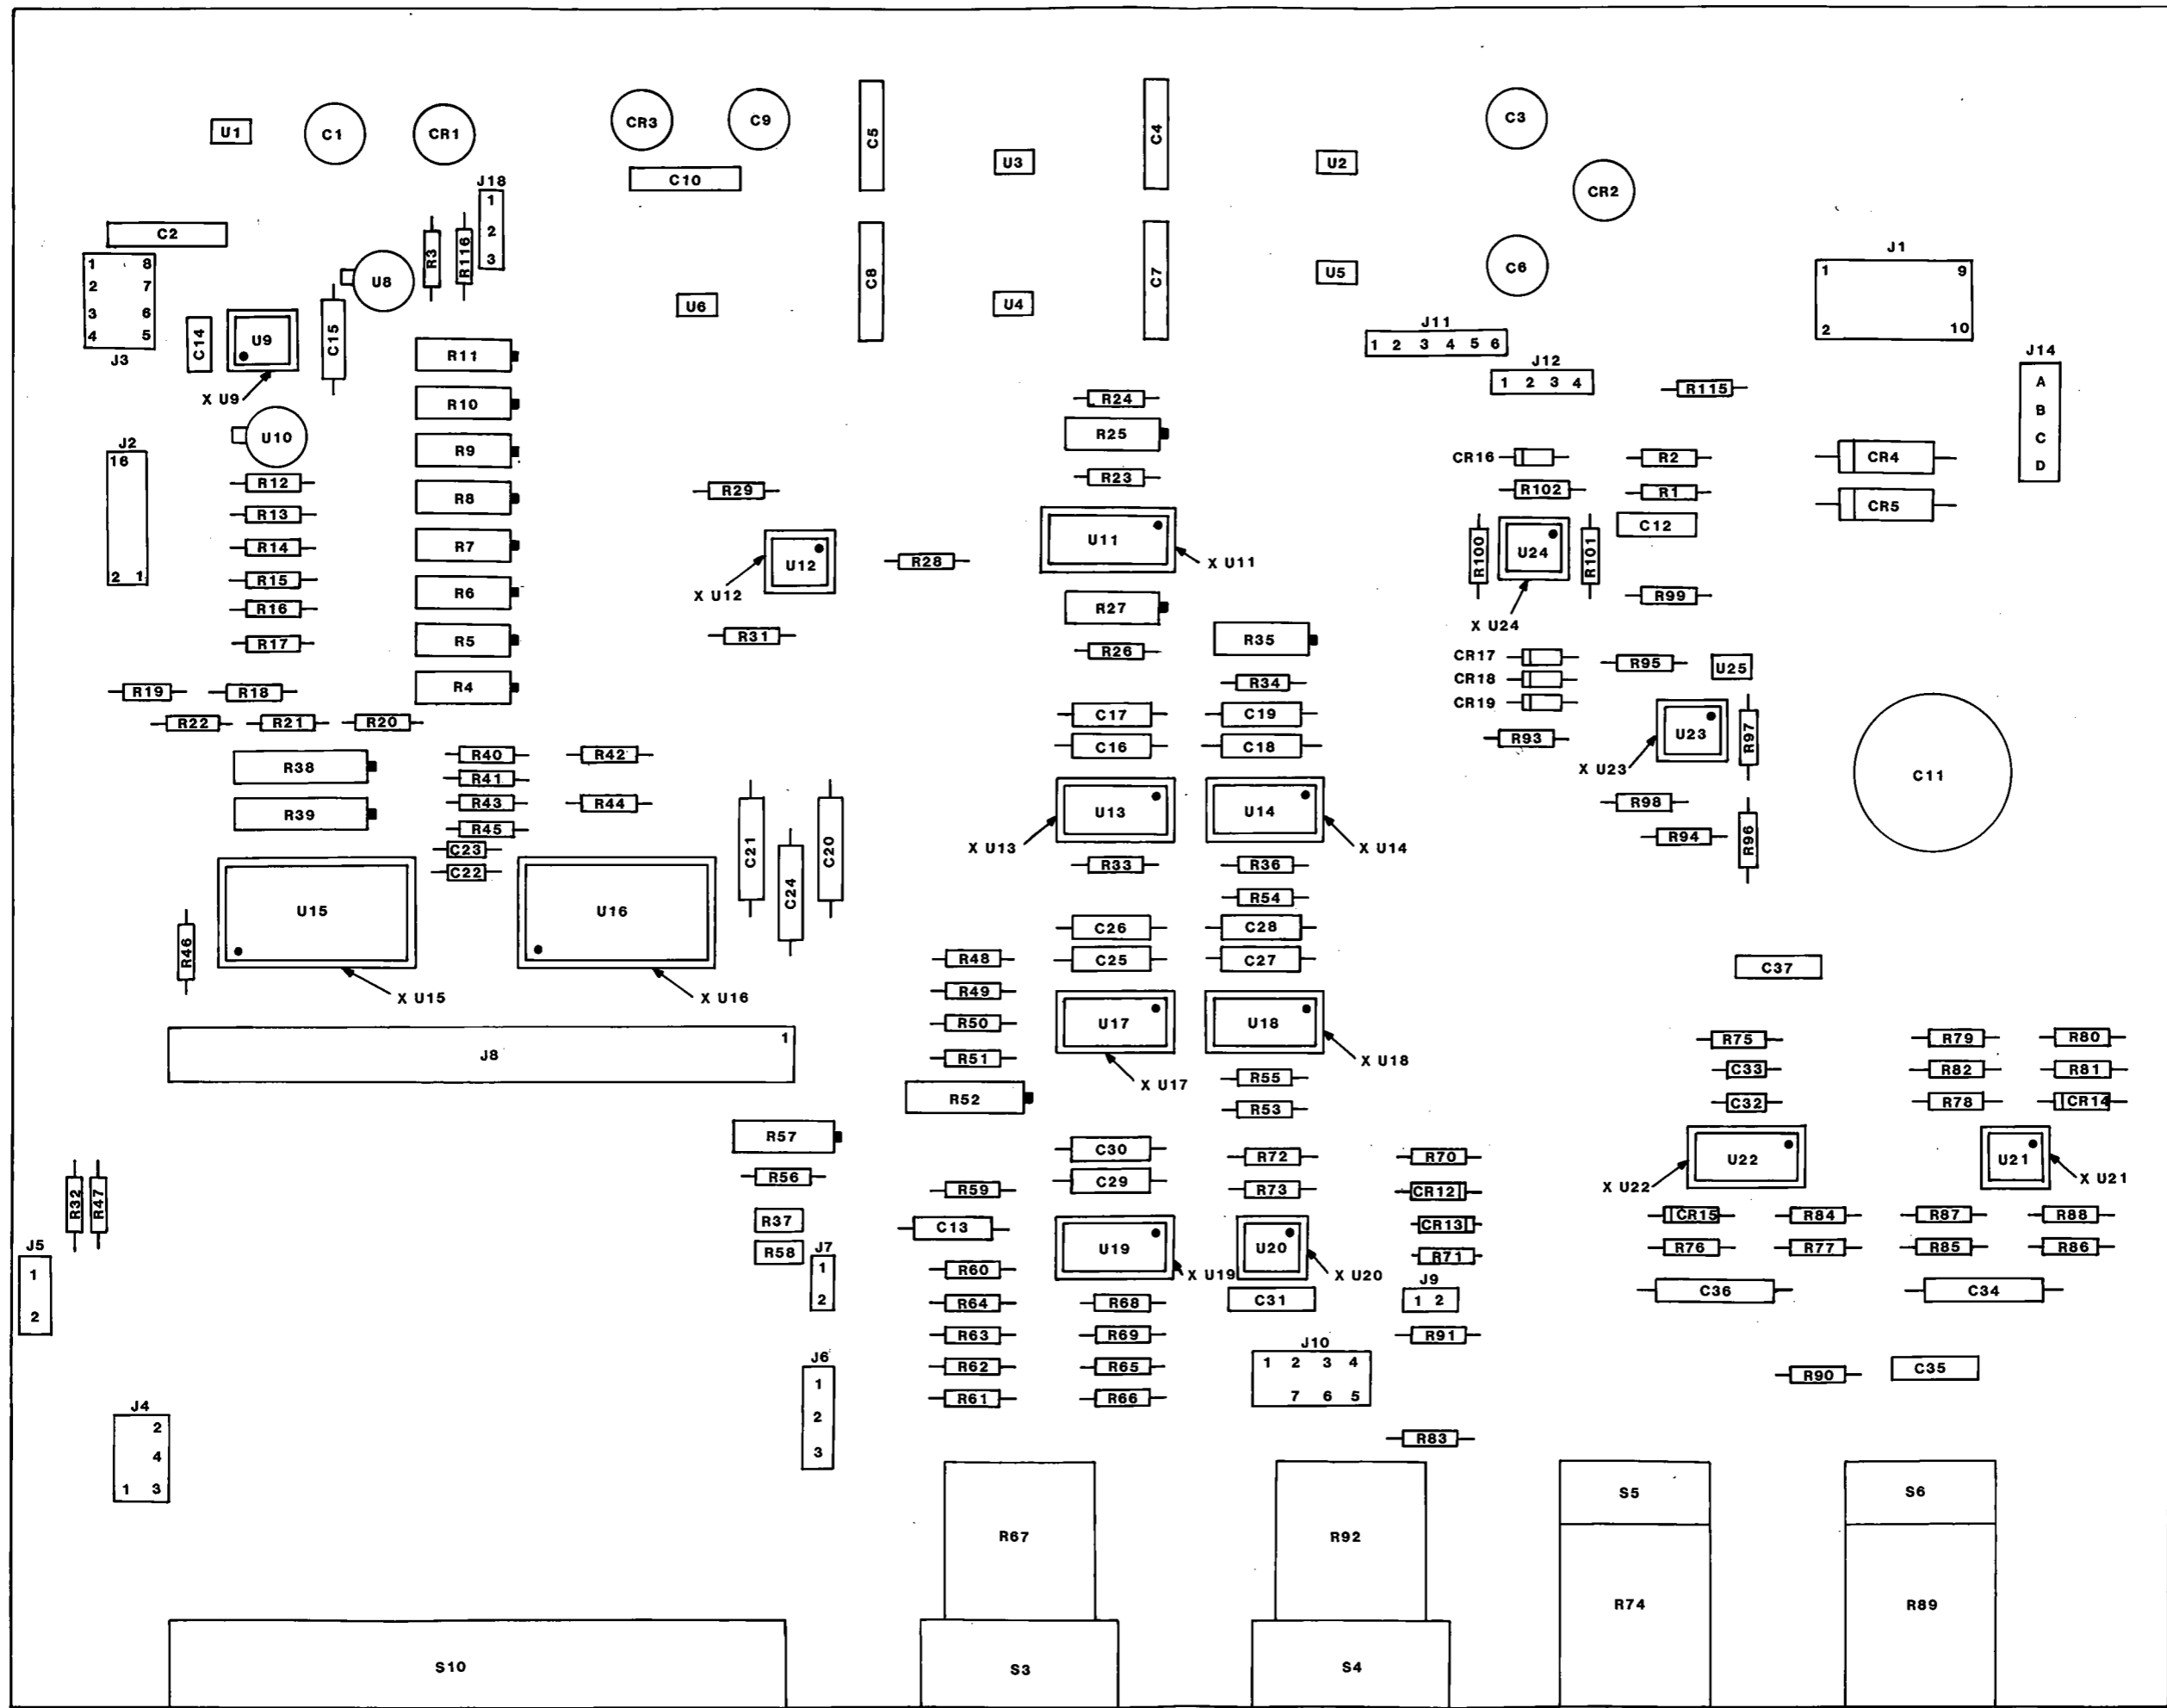 U1
C1
CR1
CR3
C9
C5
C4
C3
U3
U2
C10
CR2
J18
1
2
3
C2
R3
R116
J1
1 9
2 10
J3
1 8
2 7
3 6
4 5
U8
C8
C7
U5
C6
U6
U4
C14
U9
C15
X U9
J11
1 2 3 4 5 6
J12
1 2 3 4
J14
A
B
C
D
R11
R10
R9
R8
R7
R6
R5
R4
R24
R25
R23
R115
U10
J2
16
2 1
R12
R13
R14
R15
R16
R17
R19
R18
R22
R21
R20
CR16
R2
R102
R1
C12
CR4
CR5
R29
U12
X U12
R28
U11
X U11
R100
U24
R101
X U24
R99
R31
R27
R26
R35
R34
CR17
CR18
CR19
R95
U25
C17
C16
C19
C18
R93
U23
X U23
R97
C11
R38
R39
R40
R41
R43
R45
C23
C22
R42
R44
C21
C24
C20
U13
X U13
U14
X U14
R98
R94
R96
R33
R36
R54
U15
X U15
U16
X U16
R46
R48
R49
R50
R51
R52
C26
C25
C28
C27
C37
U17
X U17
U18
X U18
J8
1
R55
R53
R75
C33
C32
R79
R82
R78
R80
R81
CR14
R57
R56
R37
R58
C30
C29
R72
R73
R70
CR12
CR13
R71
U22
X U22
U21
X U21
R32
R47
R59
C13
U19
X U19
U20
X U20
CR15
R76
R84
R77
R87
R85
R88
R86
J5
1
2
J7
1
2
R60
R64
R63
R62
R61
R68
R69
R65
R66
C31
J9
1 2
R91
C36
C34
J10
1 2 3 4
7 6 5
J6
1
2
3
R90
C35
J4
2
4
1 3
R83
R67
R92
S5
S6
R74
R89
S10
S3
S4